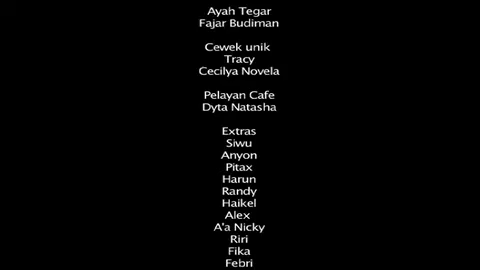 Ayah Tegar
Fajar Budiman
Cewek unik
Tracy
Cecilya Novela
Pelayan Cafe
Dyta Natasha
Extras
Siwu
Anyon
Pitax
Harun
Randy
Haikel
Alex
A'a Nicky
Riri
Fika
Febri